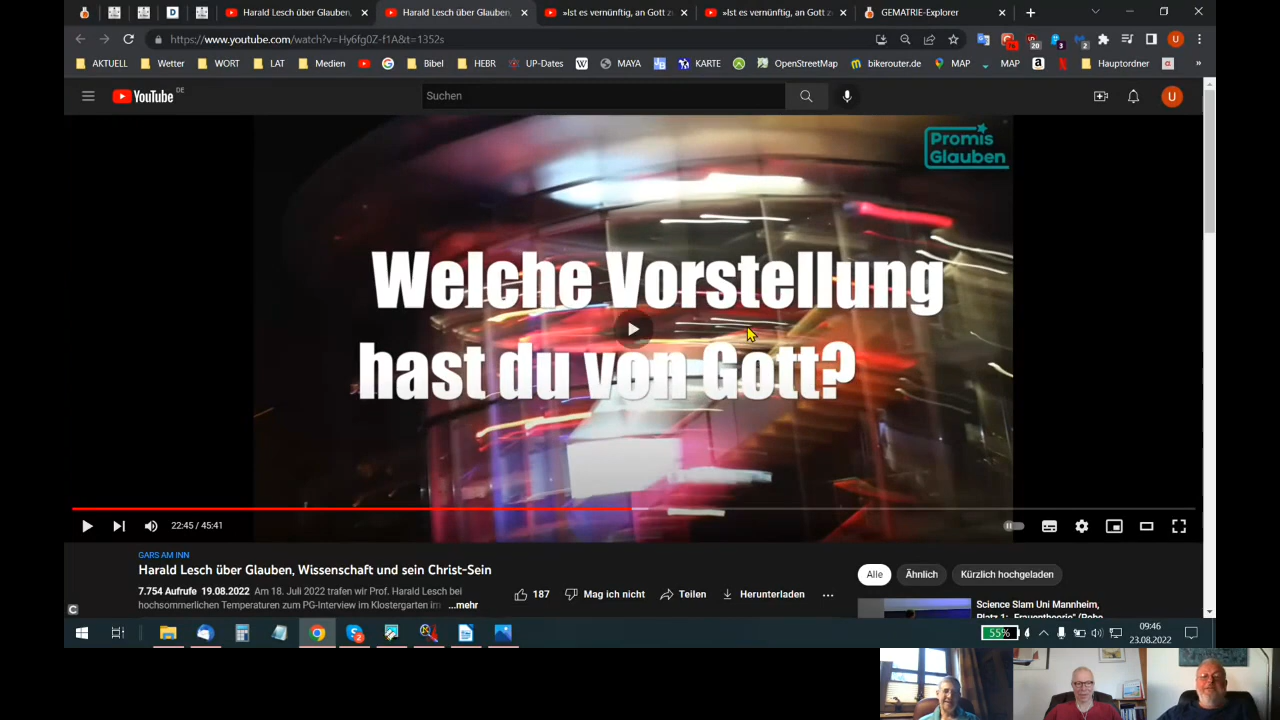 Harald Lesch über Glauben,
Harald Lesch über Glauben,
»Ist es vernünftig, an Gott z
»Ist es vernünftig, an Gott z
GEMATRIE-Explorer
https://www.youtube.com/watch?v=Hy6fg0Z-f1A&t=1352s
AKTUELL
Wetter
WORT
LAT
Medien
Bibel
HEBR
UP-Dates
MAYA
KARTE
OpenStreetMap
bikerouter.de
MAP
MAP
Hauptordner
»
YouTube DE
Suchen
U
Promis
Glauben
Welche Vorstellung
hast du von Gott?
22:45 / 45:41
GARS AM INN
Harald Lesch über Glauben, Wissenschaft und sein Christ-Sein
7.754 Aufrufe 19.08.2022 Am 18. Juli 2022 trafen wir Prof. Harald Lesch bei
hochsommerlichen Temperaturen zum PG-Interview im Klostergarten im ...mehr
187
Mag ich nicht
Teilen
Herunterladen
Alle
Ähnlich
Kürzlich hochgeladen
Science Slam Uni Mannheim,
Platz 1: „Frauentheorie" (Robe
55%
09:46
23.08.2022